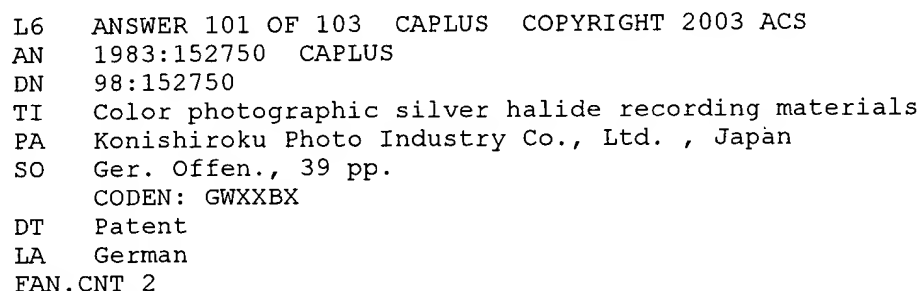 L6 ANSWER 101 OF 103 CAPLUS COPYRIGHT 2003 ACS
AN 1983:152750 CAPLUS
DN 98:152750
TI Color photographic silver halide recording materials
PA Konishiroku Photo Industry Co., Ltd. , Japan
SO Ger. Offen., 39 pp.
CODEN: GWXXBX
DT Patent
LA German
FAN.CNT 2